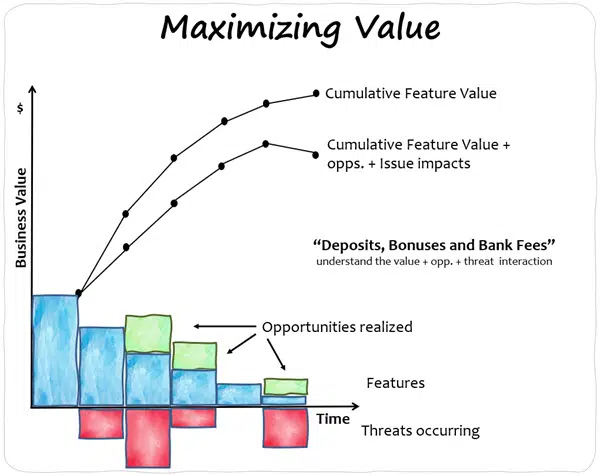 Maximizing Value
$
Business Value
Cumulative Feature Value
Cumulative Feature Value +
opps. + Issue impacts
“Deposits, Bonuses and Bank Fees”
understand the value + opp. + threat interaction
Opportunities realized
Features
Time
Threats occurring